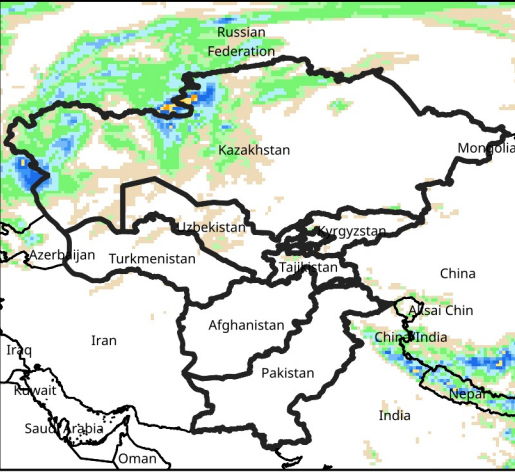 Russian
Federation
Kazakhstan
Mongolia
Uzbekistan
Kyrgyzstan
Azerbaijan
Turkmenistan
Tajikistan
China
Aksai Chin
Afghanistan
China/India
Iran
Iraq
Pakistan
Kuwait
Nepal
India
Saudi Arabia
Oman